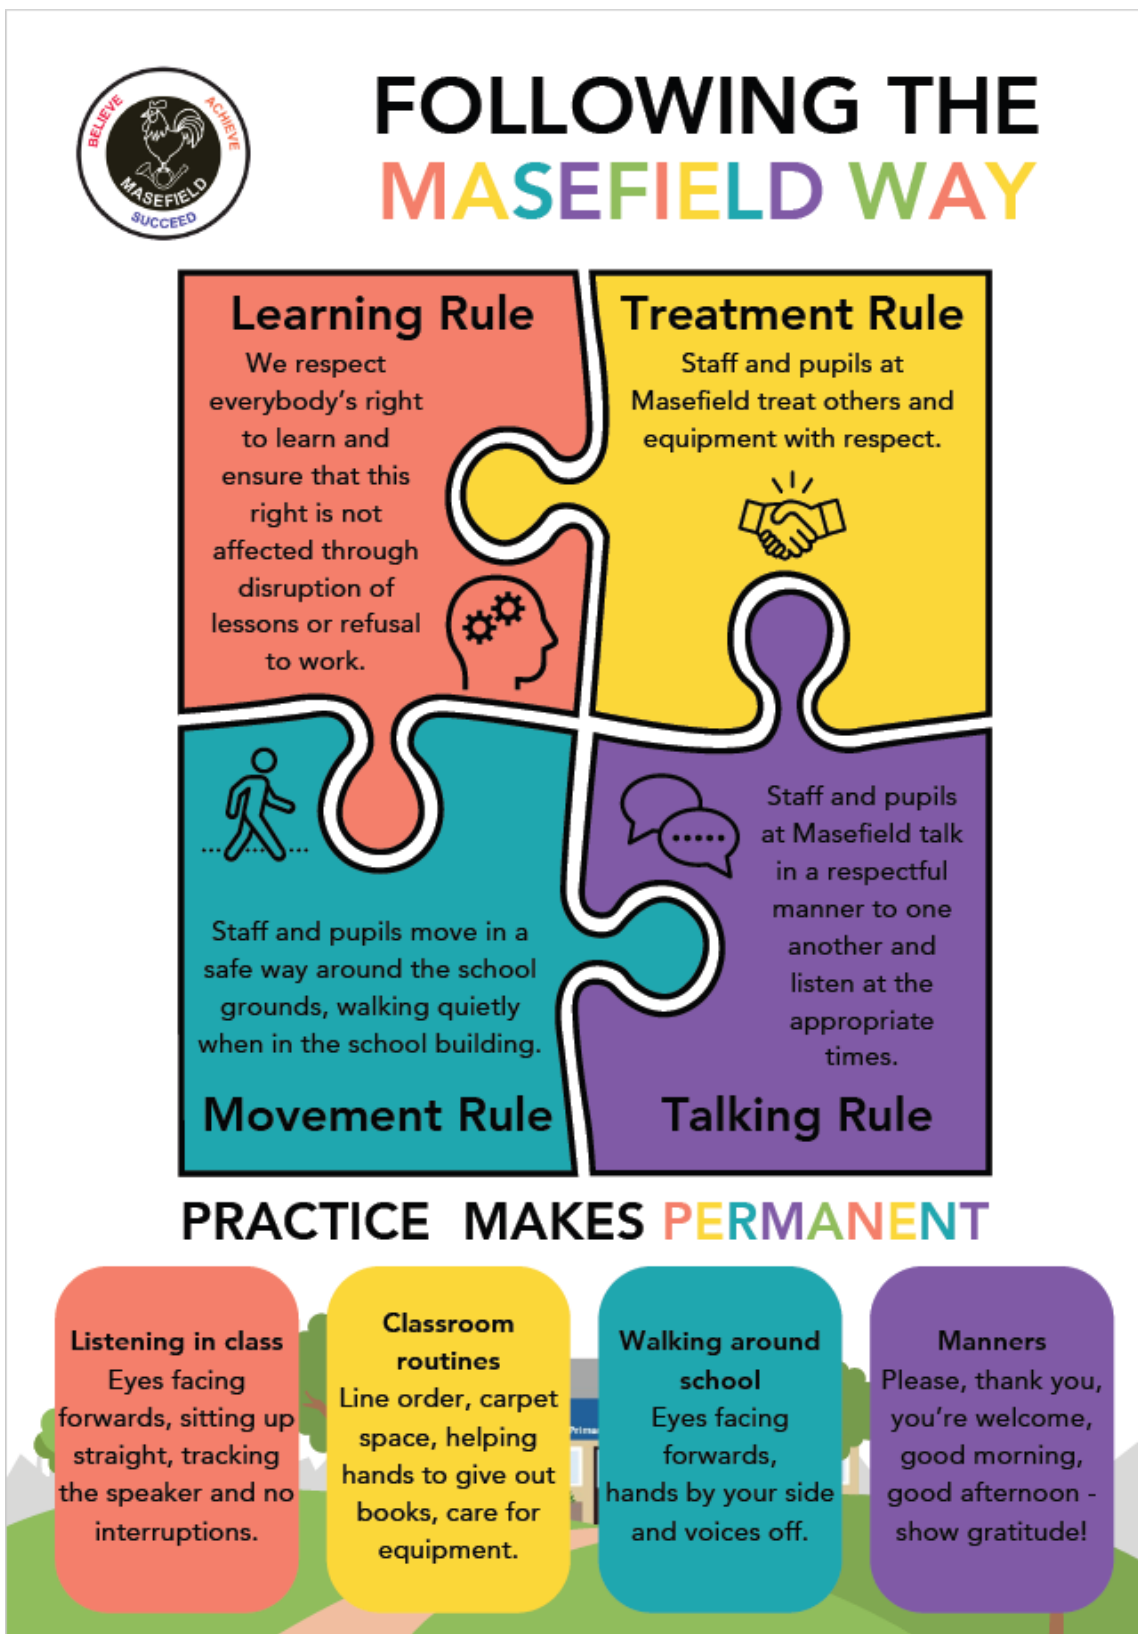 BELIEVE
ACHIEVE
MASEFIELD
SUCCEED
FOLLOWING THE
MASEFIELD WAY
Learning Rule
We respect
everybody's right
to learn and
ensure that this
right is not
affected through
disruption of
lessons or refusal
to work.
Treatment Rule
Staff and pupils at
Masefield treat others and
equipment with respect.
Staff and pupils move in a
safe way around the school
grounds, walking quietly
when in the school building.
Movement Rule
Staff and pupils
at Masefield talk
in a respectful
manner to one
another and
listen at the
appropriate
times.
Talking Rule
PRACTICE MAKES PERMANENT
Listening in class
Eyes facing
forwards, sitting up
straight, tracking
the speaker and no
interruptions.
Classroom
routines
Line order, carpet
space, helping
hands to give out
books, care for
equipment.
Walking around
school
Eyes facing
forwards,
hands by your side
and voices off.
Manners
Please, thank you,
you're welcome,
good morning,
good afternoon -
show gratitude!